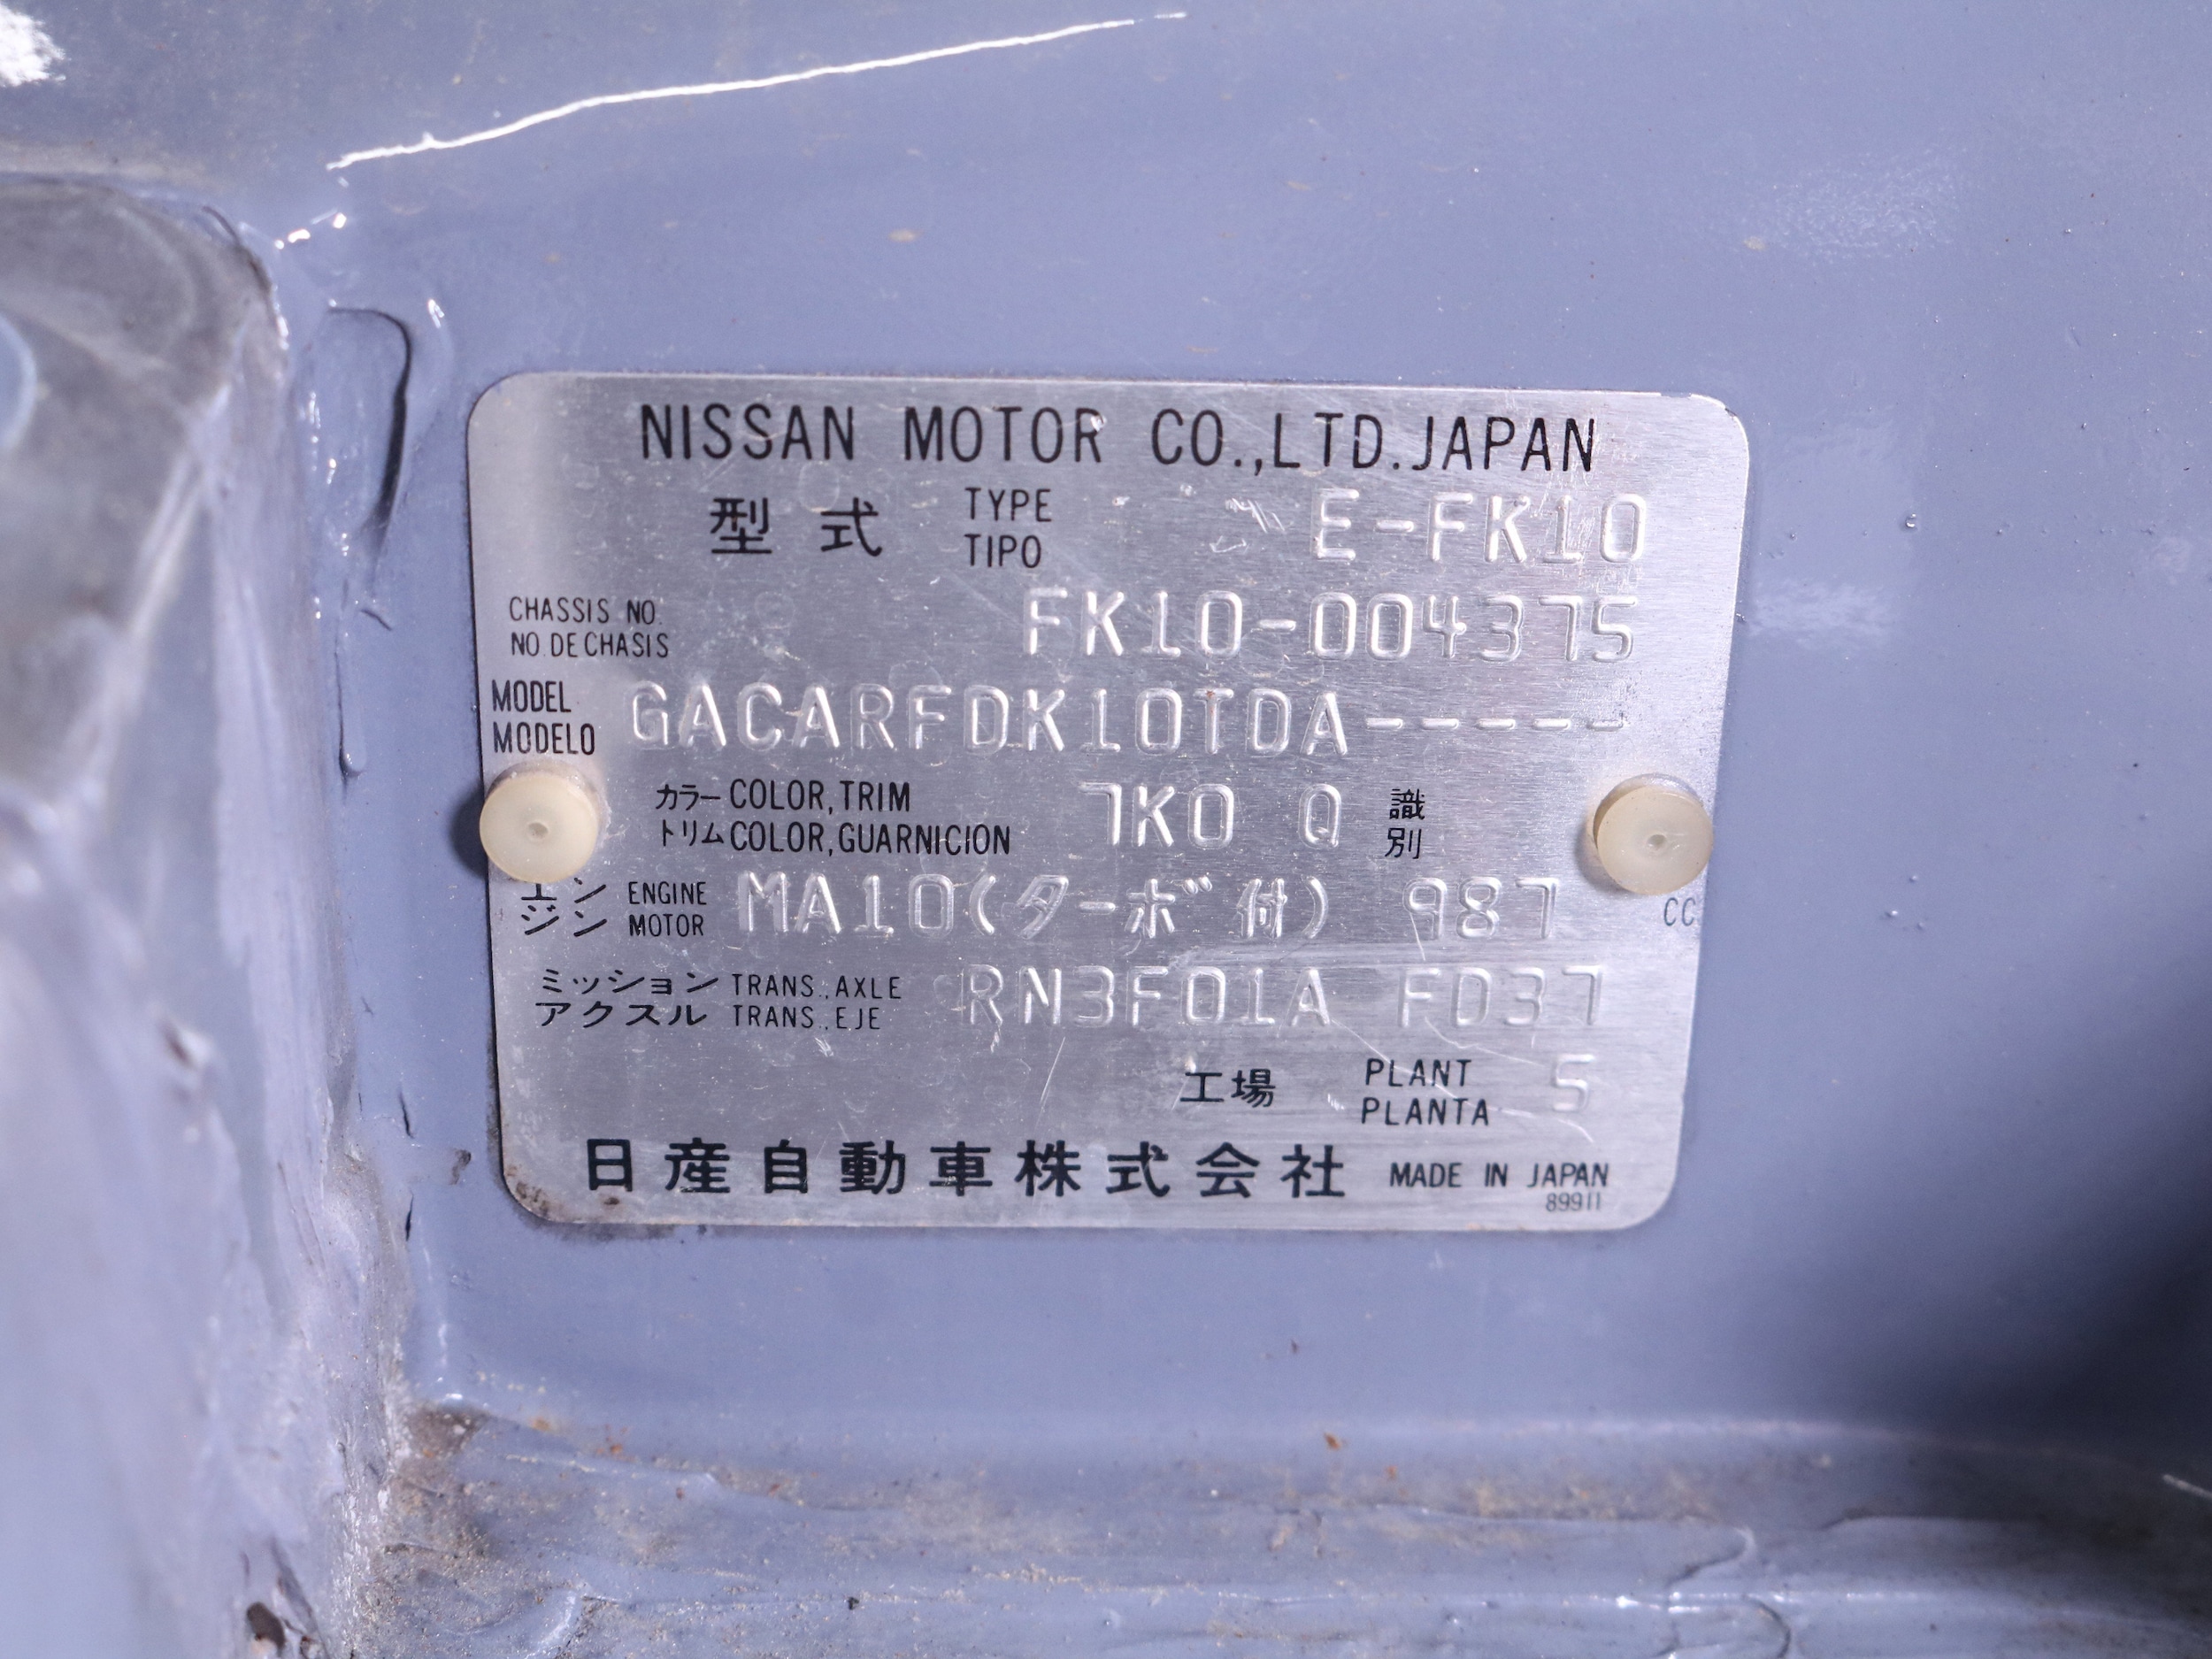 NISSAN MOTOR CO.,LTD.JAPAN
型式 TYPE TIPO E-FK10
CHASSIS NO. NO.DE CHASIS FK10-004375
MODEL MODELO GACARFDK10TDA-----
カラー COLOR,TRIM トリム COLOR,GUARNICION 7K0 Q 識別
エンジン ENGINE MOTOR MA10(ターボ付) 987 CC
ミッション TRANS.,AXLE アクスル TRANS.,EJE RN3F01A FD37
工場 PLANT PLANTA 5
日産自動車株式会社 MADE IN JAPAN
89911